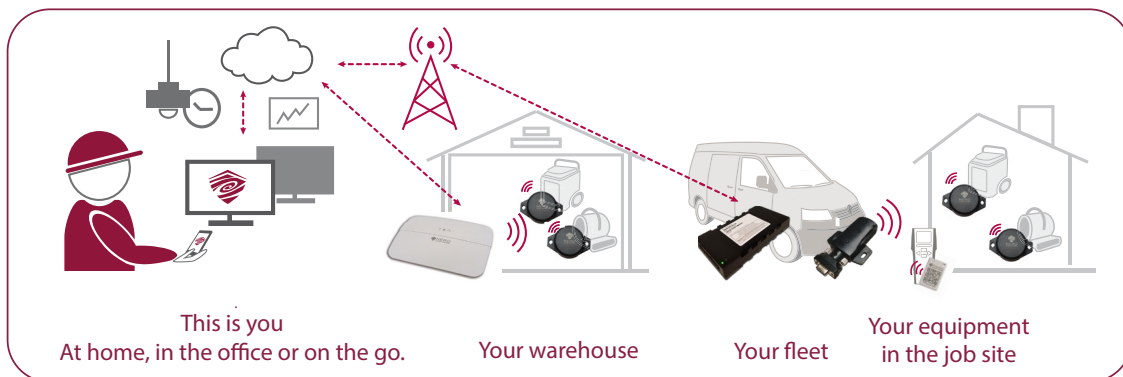 This is you
At home, in the office or on the go.
Your warehouse
Your fleet
Your equipment
in the job site